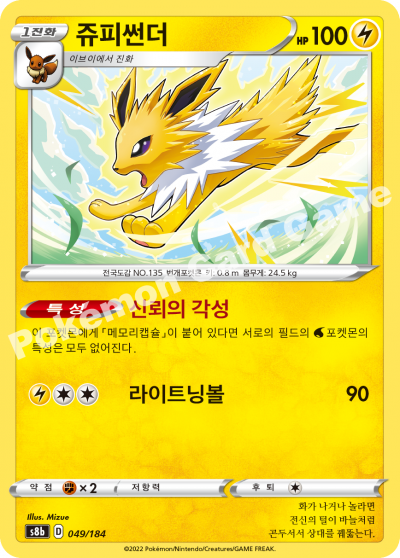 1진화
쥬피썬더
HP 100
이브이에서 진화
전국도감 NO.135 번개포켓몬 키: 0.8 m 몸무게: 24.5 kg
특성 신뢰의 각성
이 포켓몬에게 「메모리캡슐」이 붙어 있다면 서로의 필드의 포켓몬의
특성은 모두 없어진다.
라이트닝볼 90
약점 ×2 저항력 후퇴
Illus. Mizue
s8b D 049/184
화가 나거나 놀라면
전신의 털이 바늘처럼
곤두서서 상대를 꿰뚫는다.
©2022 Pokémon/Nintendo/Creatures/GAME FREAK.
Pokémon Card Game